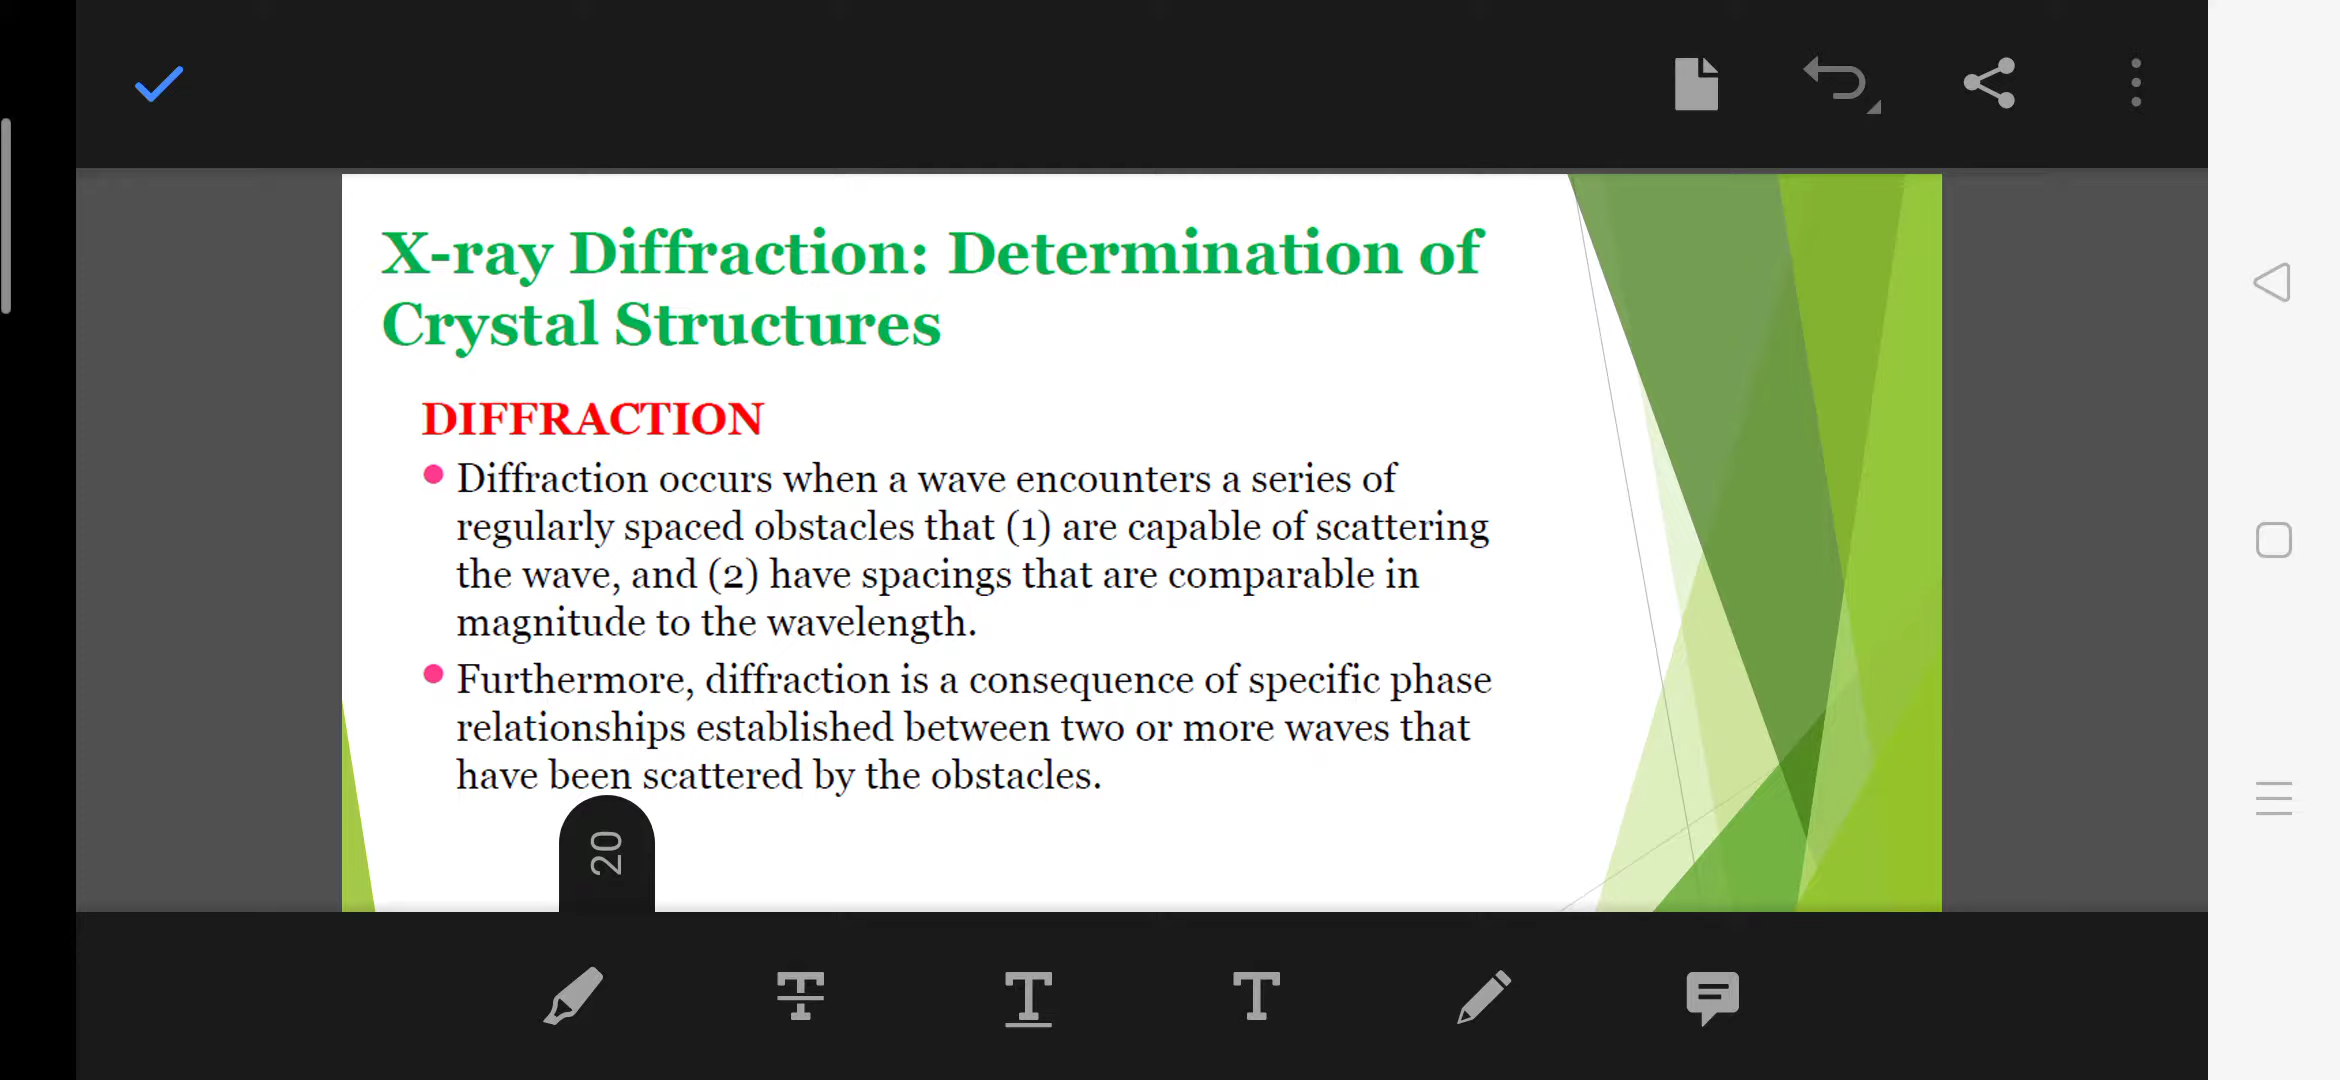 X-ray Diffraction: Determination of
Crystal Structures
DIFFRACTION
Diffraction occurs when a wave encounters a series of
regularly spaced obstacles that (1) are capable of scattering
the wave, and (2) have spacings that are comparable in
magnitude to the wavelength.
Furthermore, diffraction is a consequence of specific phase
relationships established between two or more waves that
have been scattered by the obstacles.
20